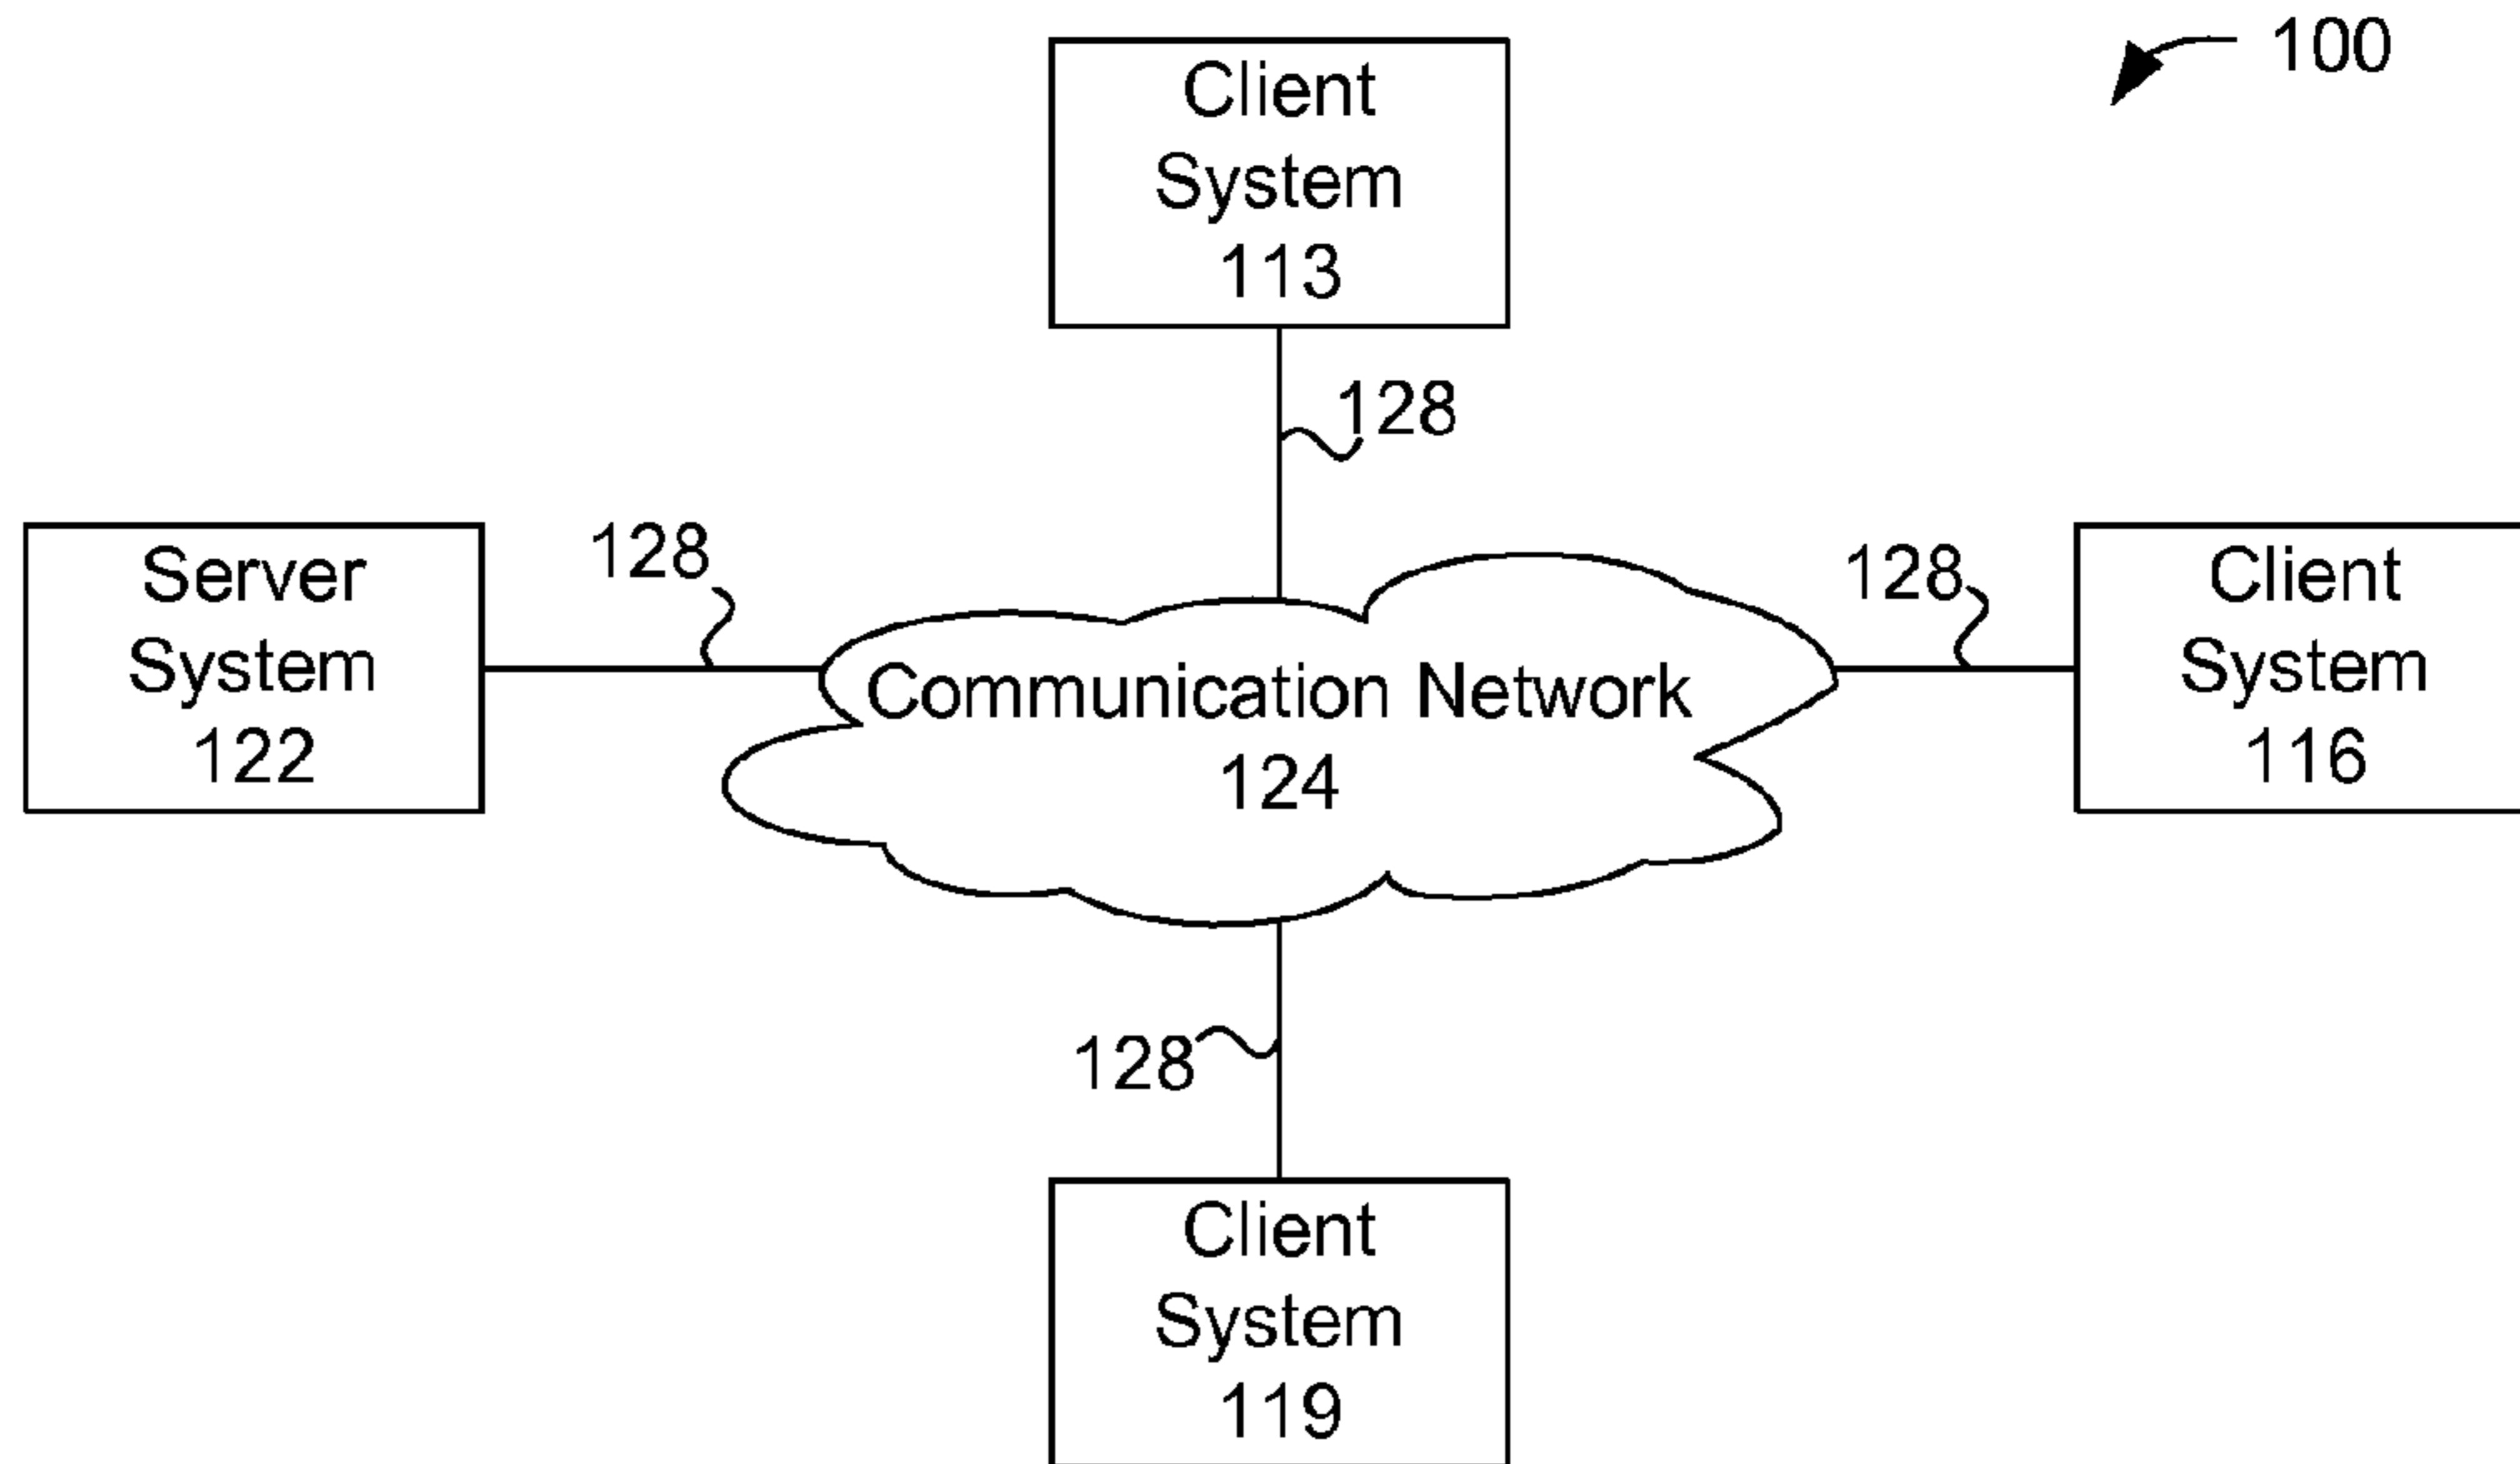 100
Client
System
113
128
Server
System
122
128
Communication Network
124
128
Client
System
116
128
Client
System
119